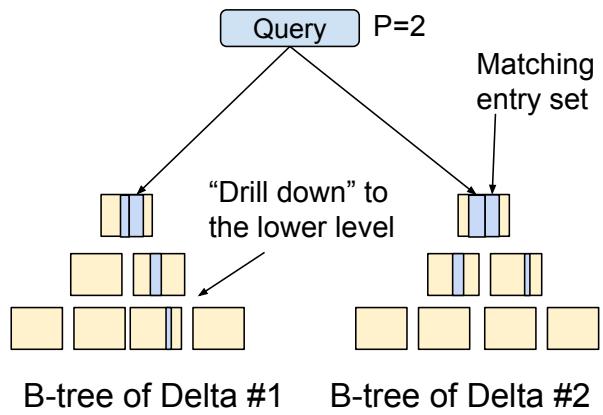 Query P=2
Matching
entry set
“Drill down” to
the lower level
B-tree of Delta #1 B-tree of Delta #2